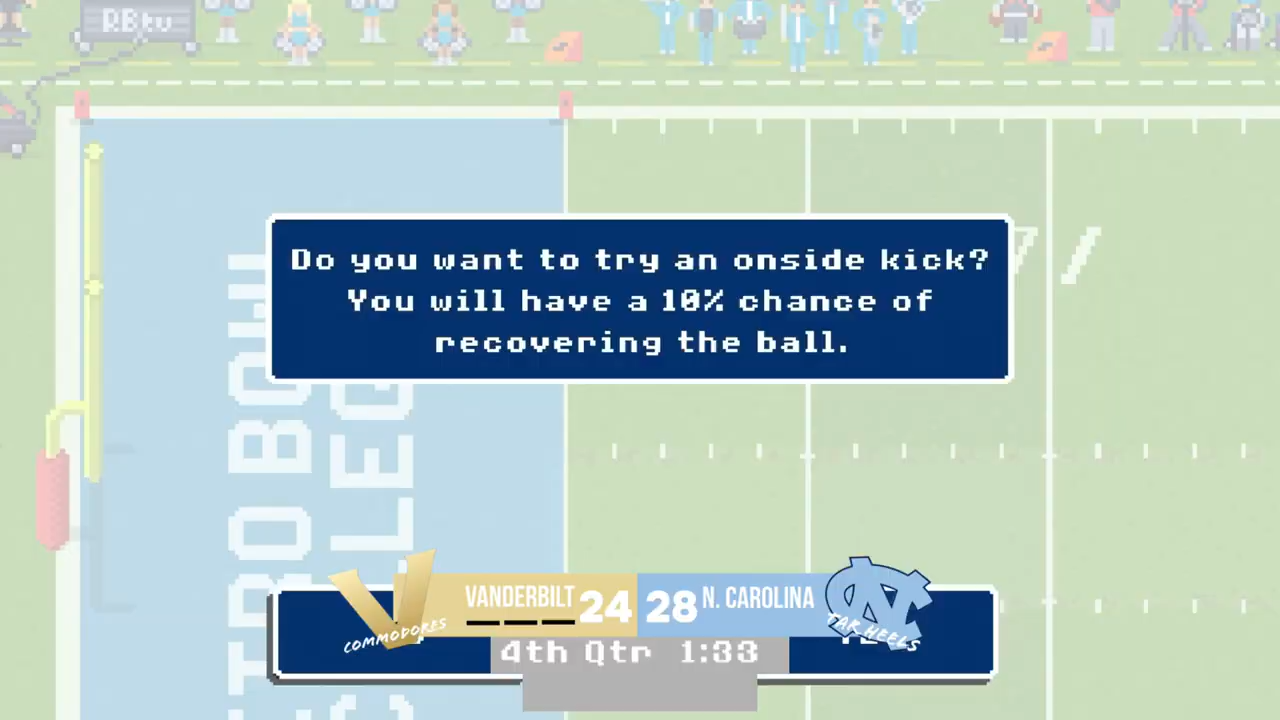 RBtv
Do you want to try an onside kick?
You will have a 10% chance of
recovering the ball.
VANDERBILT 24 28 N. CAROLINA
COMMODORES
TAR HEELS
4th Qtr 1:33